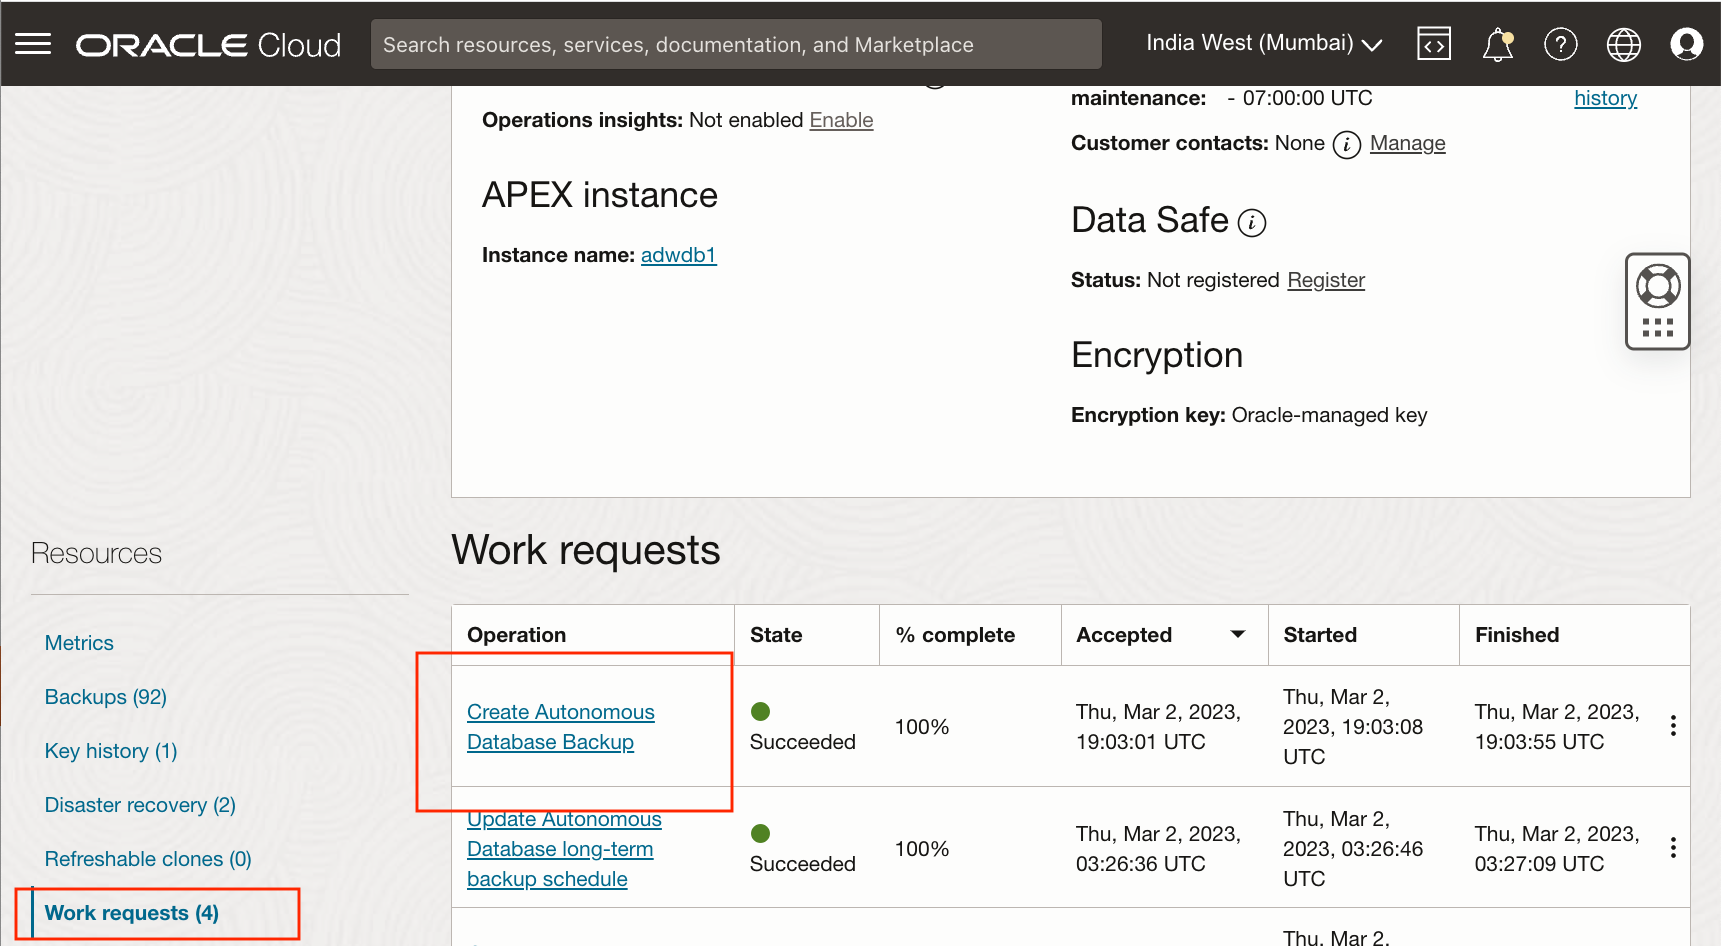 ORACLE Cloud
Search resources, services, documentation, and Marketplace
India West (Mumbai)
Operations insights: Not enabled Enable
APEX instance
Instance name: adwdb1
maintenance: - 07:00:00 UTC
history
Customer contacts: None i Manage
Data Safe i
Status: Not registered Register
Encryption
Encryption key: Oracle-managed key
Resources
Metrics
Backups (92)
Key history (1)
Disaster recovery (2)
Refreshable clones (0)
Work requests (4)
Work requests
Operation State % complete Accepted Started Finished
Create Autonomous
Database Backup
Succeeded
100%
Thu, Mar 2, 2023,
19:03:01 UTC
Thu, Mar 2,
2023, 19:03:08
UTC
Thu, Mar 2, 2023,
19:03:55 UTC
Update Autonomous
Database long-term
backup schedule
Succeeded
100%
Thu, Mar 2, 2023,
03:26:36 UTC
Thu, Mar 2,
2023, 03:26:46
UTC
Thu, Mar 2, 2023,
03:27:09 UTC
Thu, Mar 2,